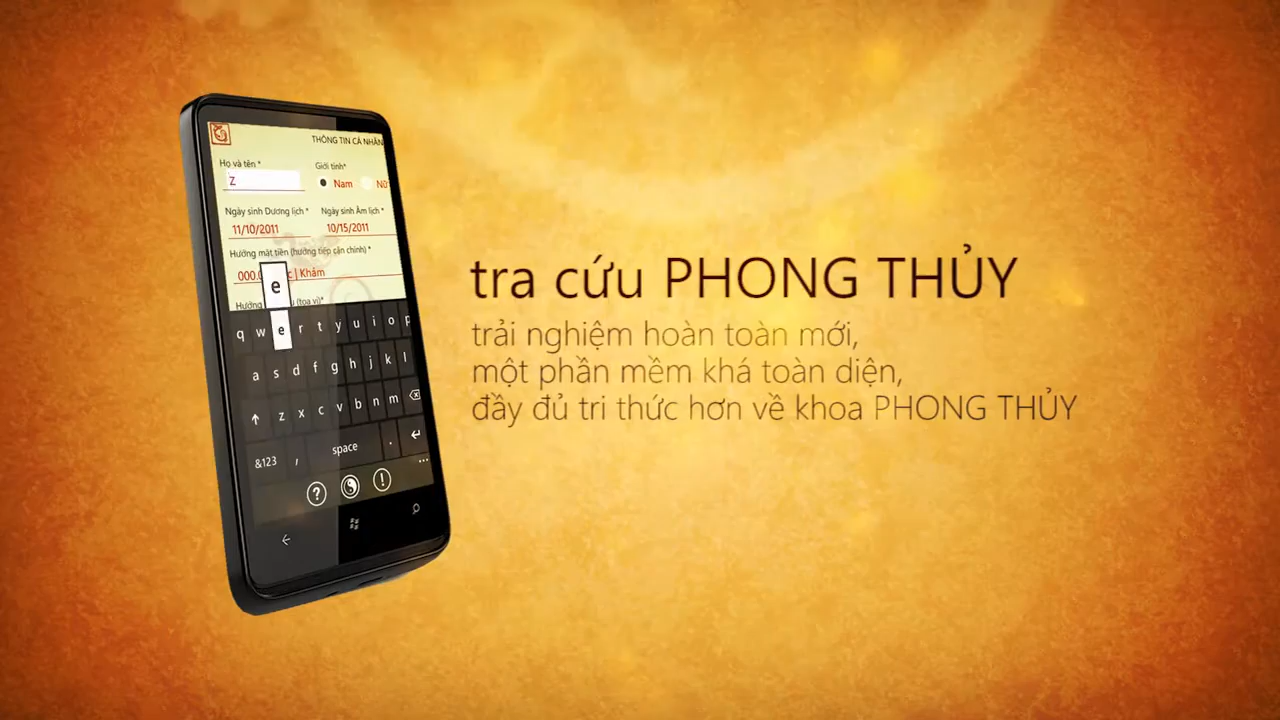 THÔNG TIN CÁ NHÂN
Họ và tên * Giới tính*
Z Nam Nữ
Ngày sinh Dương lịch * Ngày sinh Âm lịch *
11/10/2011 10/15/2011
Hướng mặt tiền (hướng tiếp cận chính) *
| Khảm
e
Hướng (tọa vị)*
q w e r t y u i o p
a s d f g h j k l
z x c v b n m
&123 , space .
? !
tra cứu PHONG THỦY
trải nghiệm hoàn toàn mới,
một phần mềm khá toàn diện,
đầy đủ tri thức hơn về khoa PHONG THỦY